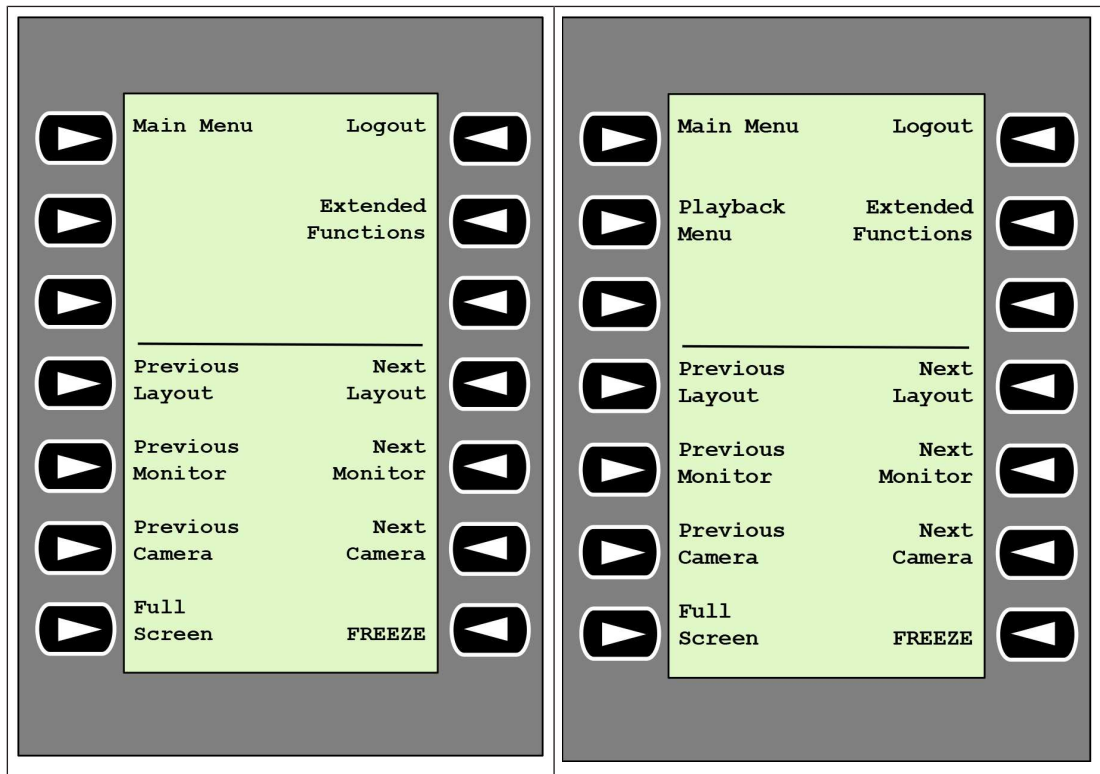 Main Menu Logout
Extended
Functions
Previous Next
Layout Layout
Previous Next
Monitor Monitor
Previous Next
Camera Camera
Full
Screen FREEZE
Main Menu Logout
Playback Extended
Menu Functions
Previous Next
Layout Layout
Previous Next
Monitor Monitor
Previous Next
Camera Camera
Full
Screen FREEZE